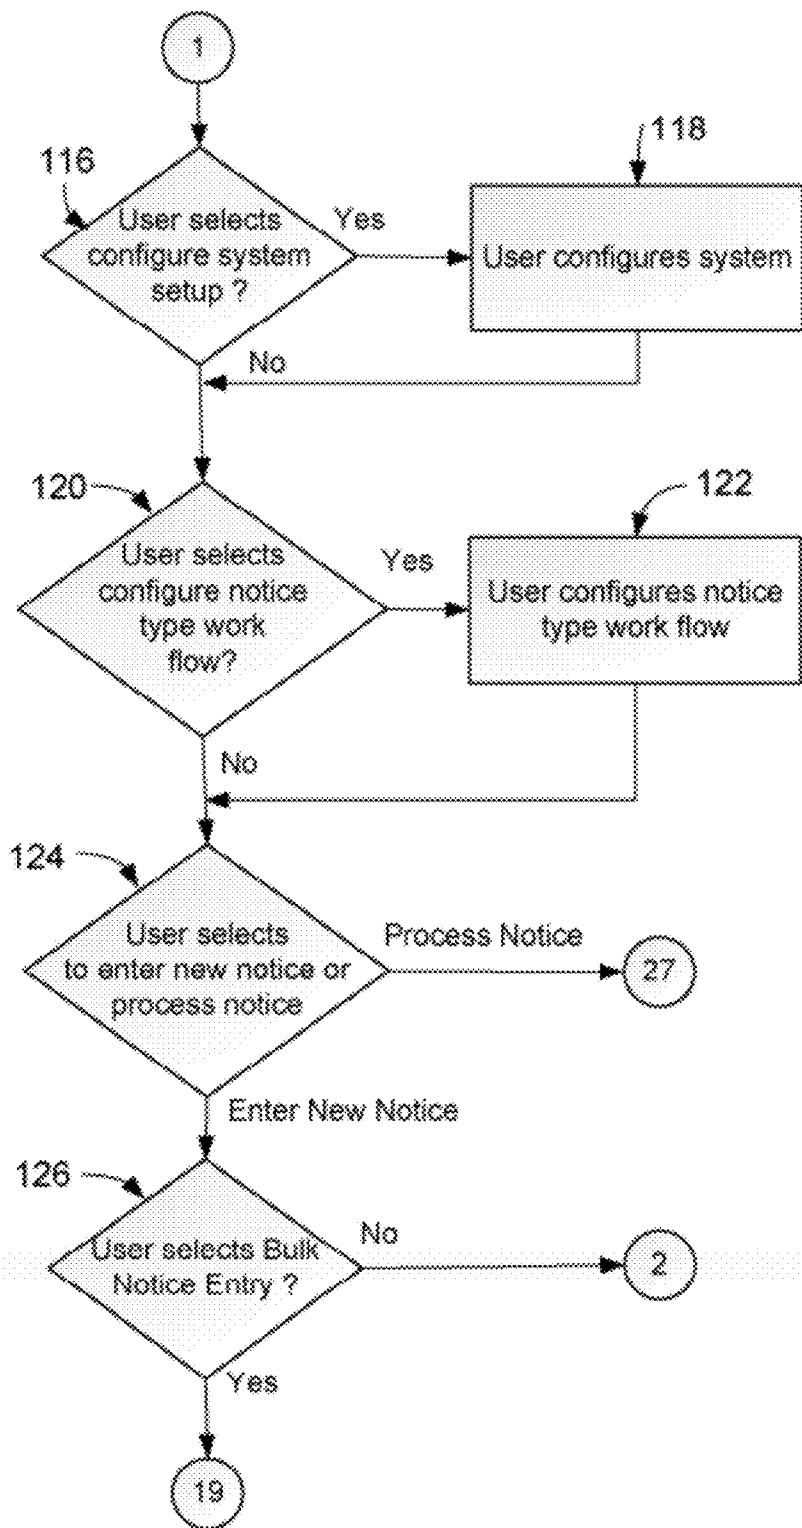 1
116
118
User selects
configure system
setup ?
Yes
User configures system
No
120
122
User selects
configure notice
type work
flow?
Yes
User configures notice
type work flow
No
124
User selects
to enter new notice or
process notice
Process Notice
27
Enter New Notice
126
User selects Bulk
Notice Entry ?
No
2
Yes
19